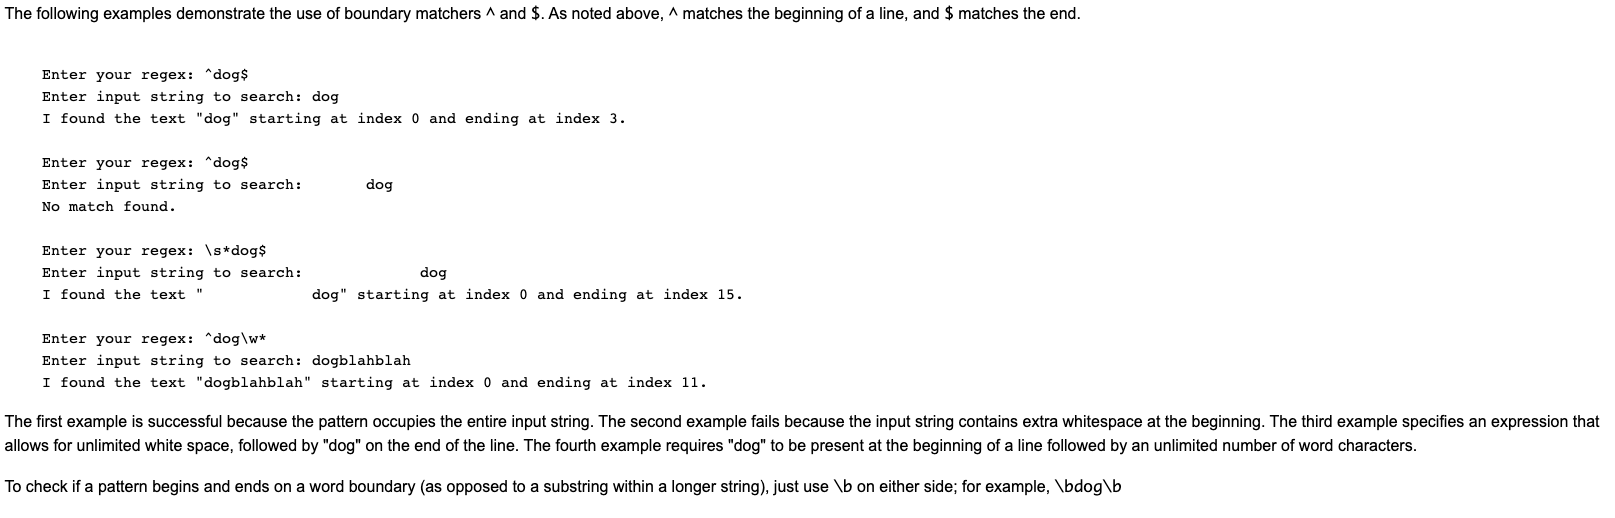 The following examples demonstrate the use of boundary matchers ^ and $. As noted above, ^ matches the beginning of a line, and $ matches the end.
Enter your regex: ^dog$
Enter input string to search: dog
I found the text "dog" starting at index 0 and ending at index 3.
Enter your regex: ^dog$
Enter input string to search:       dog
No match found.
Enter your regex: \s*dog$
Enter input string to search:             dog
I found the text "            dog" starting at index 0 and ending at index 15.
Enter your regex: ^dog\w*
Enter input string to search: dogblahblah
I found the text "dogblahblah" starting at index 0 and ending at index 11.
The first example is successful because the pattern occupies the entire input string. The second example fails because the input string contains extra whitespace at the beginning. The third example specifies an expression that
allows for unlimited white space, followed by "dog" on the end of the line. The fourth example requires "dog" to be present at the beginning of a line followed by an unlimited number of word characters.
To check if a pattern begins and ends on a word boundary (as opposed to a substring within a longer string), just use \b on either side; for example, \bdog\b